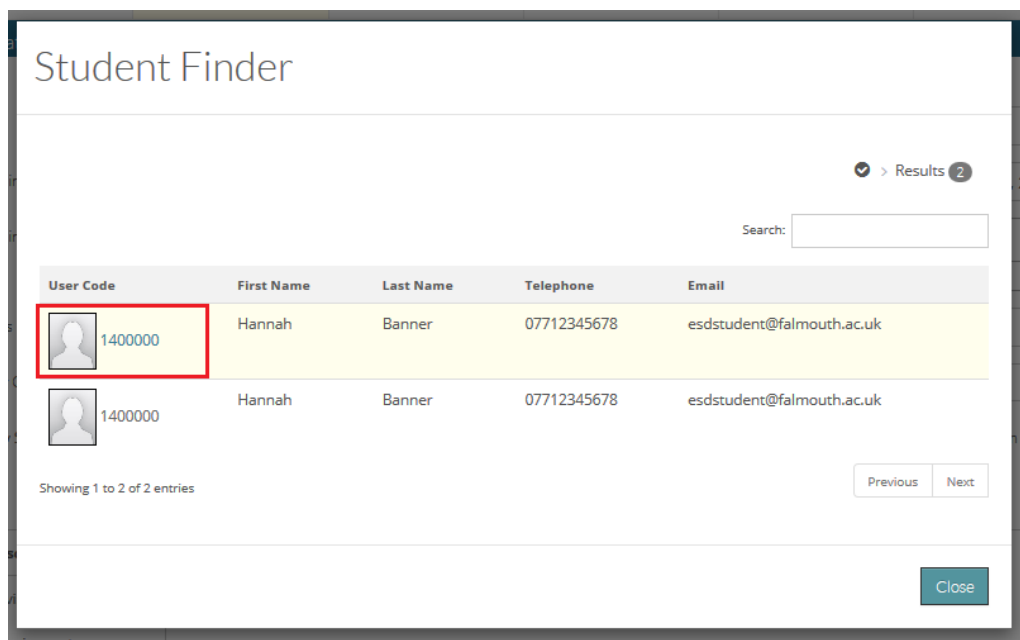 Student Finder
> Results 2
Search:
User Code First Name Last Name Telephone Email
1400000 Hannah Banner 07712345678 esdstudent@falmouth.ac.uk
1400000 Hannah Banner 07712345678 esdstudent@falmouth.ac.uk
Showing 1 to 2 of 2 entries
Previous Next
Close